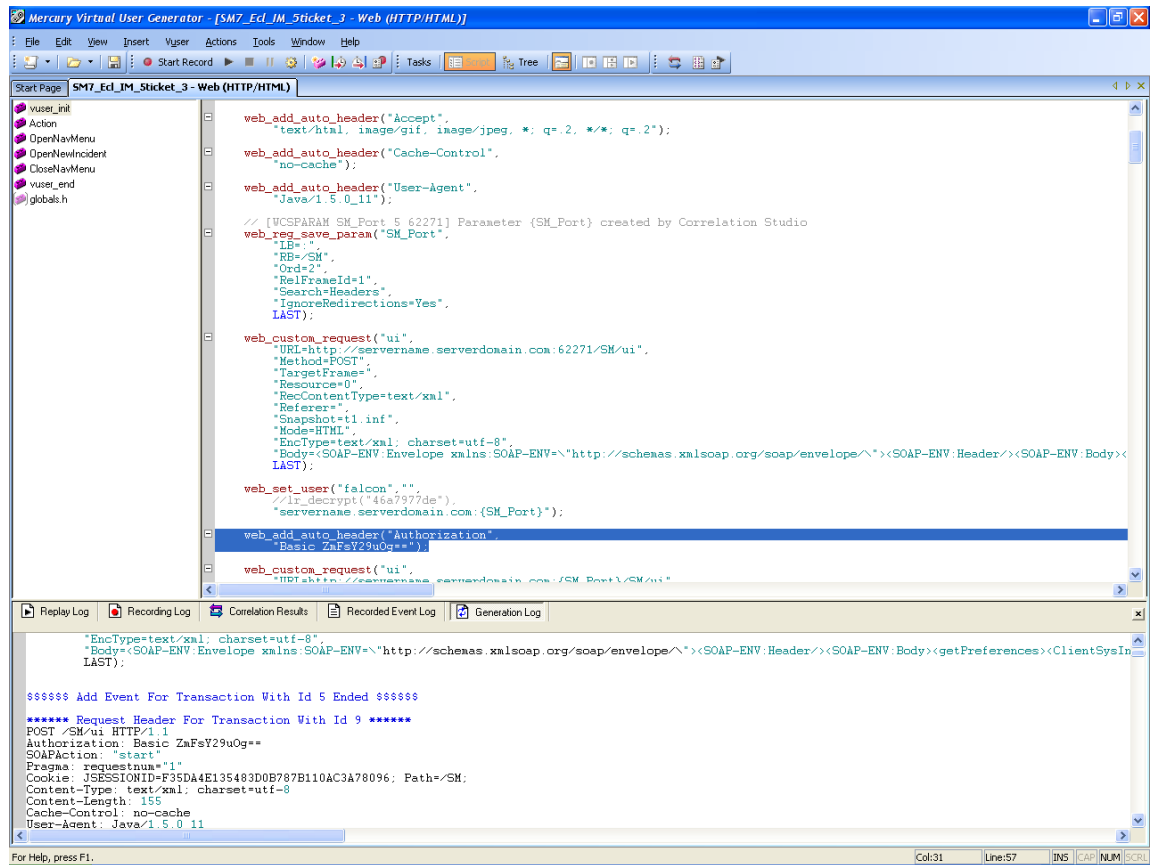 Mercury Virtual User Generator - [SM7_Ecl_IM_5ticket_3 - Web (HTTP/HTML)]
File Edit View Insert Vuser Actions Tools Window Help
Start Record Tasks Script Tree
Start Page SM7_Ecl_IM_5ticket_3 - Web (HTTP/HTML)
vuser_init
Action
OpenNavMenu
OpenNewIncident
CloseNavMenu
vuser_end
globals.h
web_add_auto_header("Accept",
"text/html, image/gif, image/jpeg, *; q=.2, */*; q=.2");
web_add_auto_header("Cache-Control",
"no-cache");
web_add_auto_header("User-Agent",
"Java/1.5.0_11");
// [WCSPARAM SM_Port 5 62271] Parameter {SM_Port} created by Correlation Studio
web_reg_save_param("SM_Port",
"LB=:",
"RB=/SM",
"Ord=2",
"RelFrameId=1",
"Search=Headers",
"IgnoreRedirections=Yes",
LAST);
web_custom_request("ui",
"URL=http://servername.serverdomain.com:62271/SM/ui",
"Method=POST",
"TargetFrame=",
"Resource=0",
"RecContentType=text/xml",
"Referer=",
"Snapshot=t1.inf",
"Mode=HTML",
"EncType=text/xml; charset=utf-8",
"Body=<SOAP-ENV:Envelope xmlns:SOAP-ENV=\"http://schemas.xmlsoap.org/soap/envelope/\"><SOAP-ENV:Header/><SOAP-ENV:Body><
LAST);
web_set_user("falcon","",
//lr_decrypt("46a7977de"),
"servername.serverdomain.com:{SM_Port}");
web_add_auto_header("Authorization",
"Basic ZmFsY29uOg==");
web_custom_request("ui",
"URL=http://servername.serverdomain.com:{SM_Port}/SM/ui"
Replay Log Recording Log Correlation Results Recorded Event Log Generation Log
"EncType=text/xml; charset=utf-8",
"Body=<SOAP-ENV:Envelope xmlns:SOAP-ENV=\"http://schemas.xmlsoap.org/soap/envelope/\"><SOAP-ENV:Header/><SOAP-ENV:Body><getPreferences><ClientSysIn
LAST);
$$$$$$ Add Event For Transaction With Id 5 Ended $$$$$$
****** Request Header For Transaction With Id 9 ******
POST /SM/ui HTTP/1.1
Authorization: Basic ZmFsY29uOg==
SOAPAction: "start"
Pragma: requestnum="1"
Cookie: JSESSIONID=F35DA4E135483D0B787B110AC3A78096; Path=/SM;
Content-Type: text/xml; charset=utf-8
Content-Length: 155
Cache-Control: no-cache
User-Agent: Java/1.5.0_11
For Help, press F1. Col:31 Line:57 INS CAP NUM SCRL